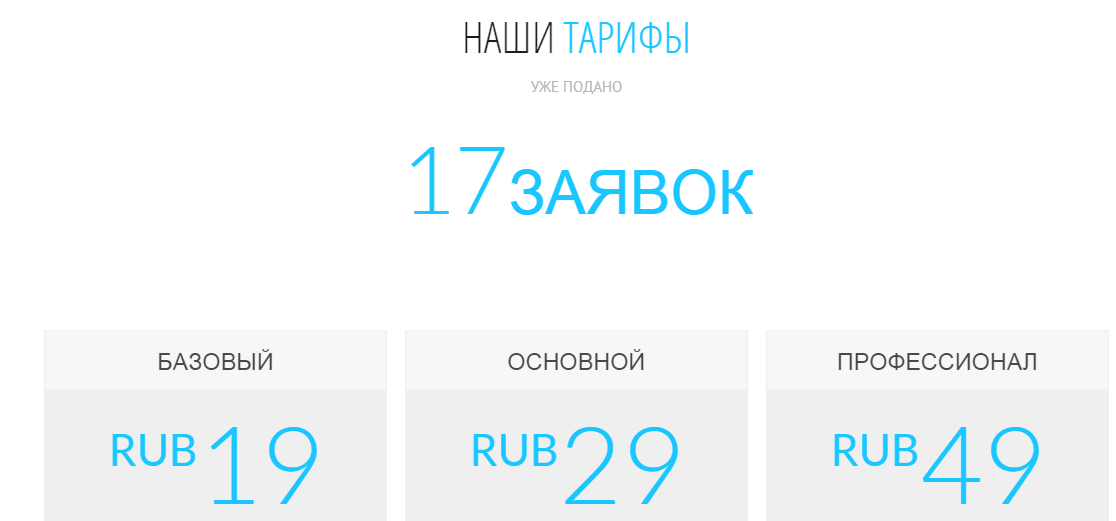 НАШИ ТАРИФЫ
УЖЕ ПОДАНО
17ЗАЯВОК
БАЗОВЫЙ
ОСНОВНОЙ
ПРОФЕССИОНАЛ
RUB19
RUB29
RUB49